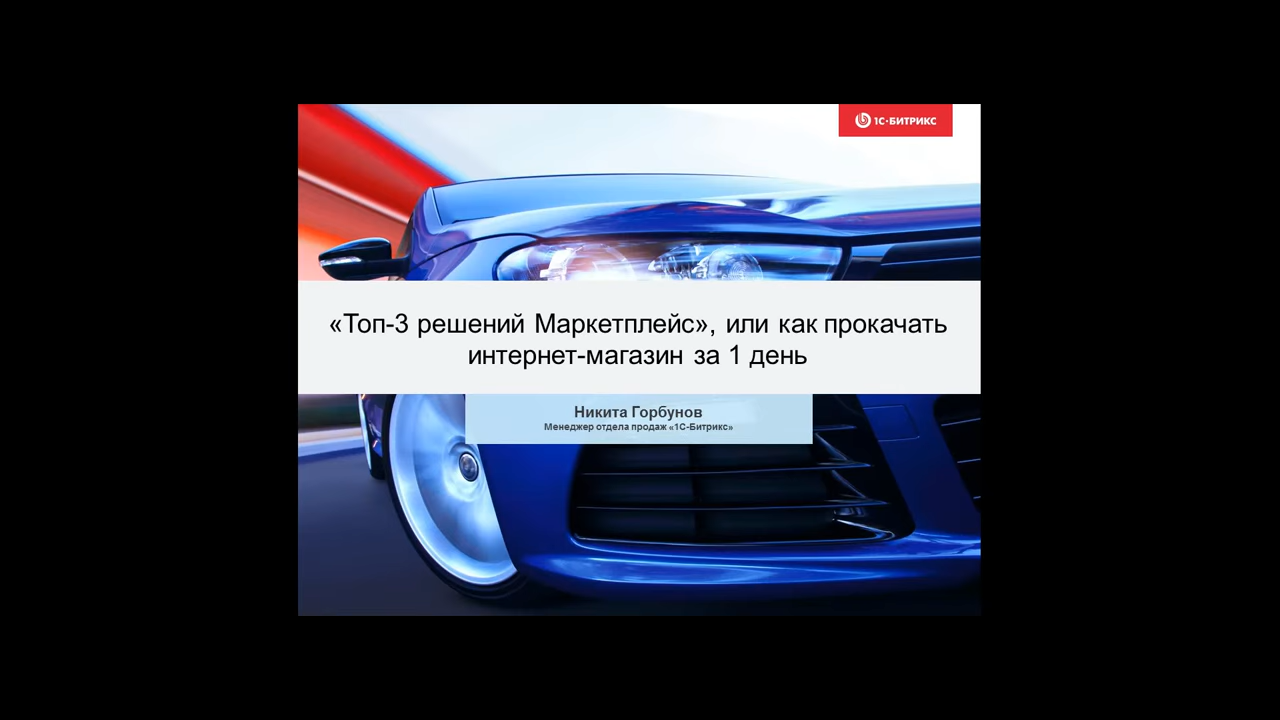 1С·БИТРИКС
«Топ-3 решений Маркетплейс», или как прокачать
интернет-магазин за 1 день
Никита Горбунов
Менеджер отдела продаж «1С-Битрикс»